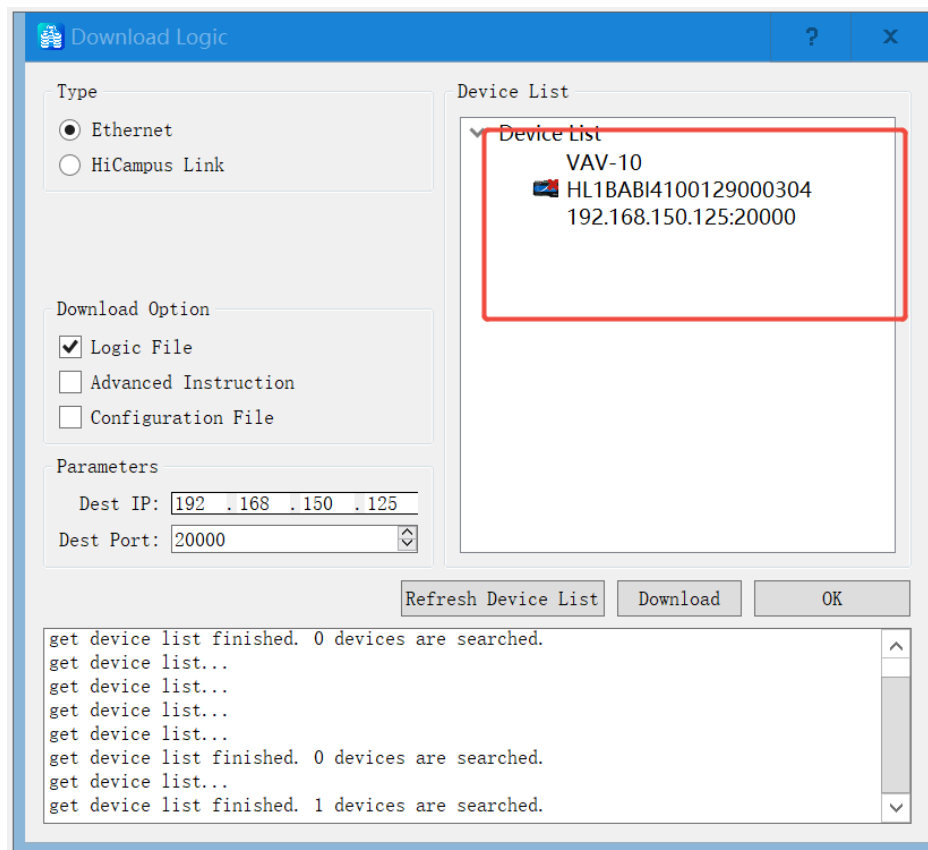 Download Logic
? x
Type
Ethernet
HiCampus Link
Download Option
Logic File
Advanced Instruction
Configuration File
Parameters
Dest IP: 192 .168 .150 .125
Dest Port: 20000
Device List
Device List
VAV-10
HL1BABI4100129000304
192.168.150.125:20000
Refresh Device List Download OK
get device list finished. 0 devices are searched.
get device list...
get device list...
get device list...
get device list...
get device list finished. 0 devices are searched.
get device list...
get device list finished. 1 devices are searched.